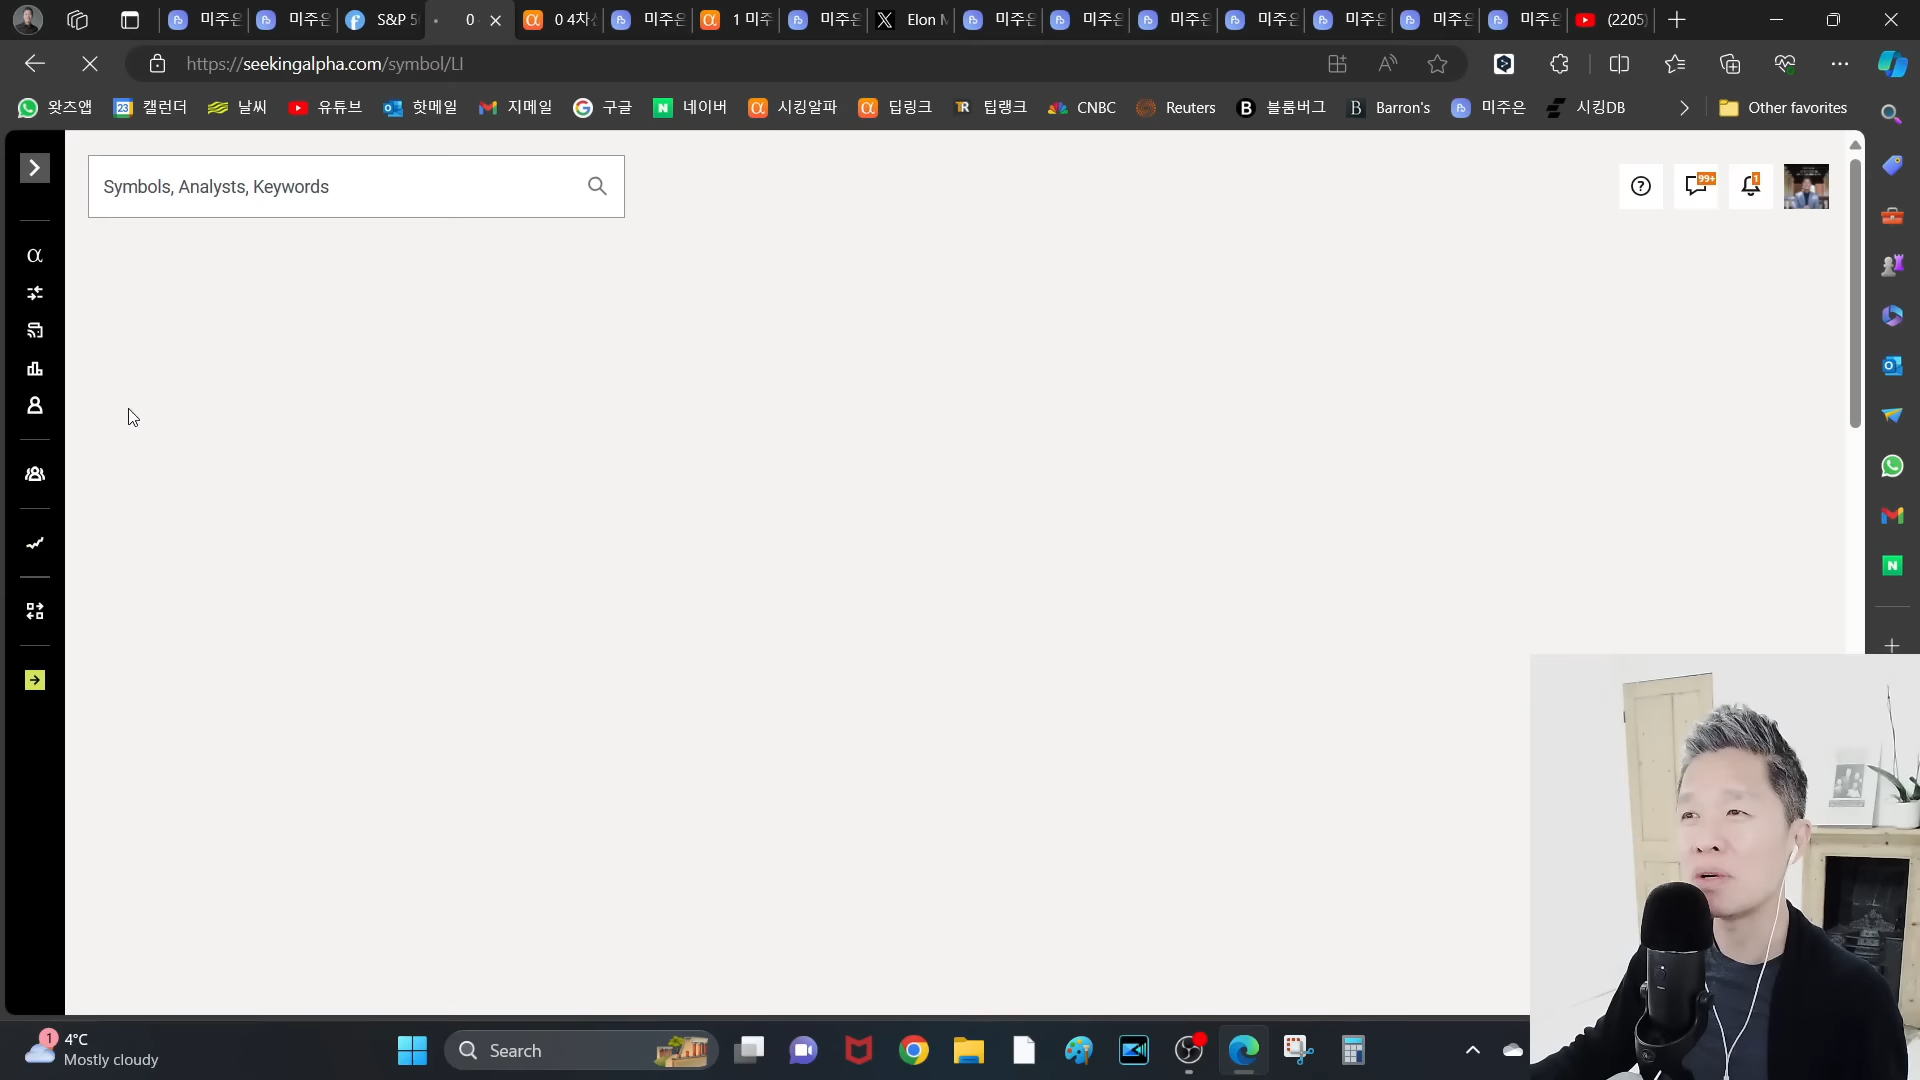 미주은
미주은
S&P 5
0
0 4차
미주은
1 미주
미주은
Elon M
미주은
미주은
미주은
미주은
미주은
미주은
미주은
(2205)
https://seekingalpha.com/symbol/LI
왓츠앱
23
캘린더
날씨
유튜브
핫메일
지메일
구글
N
네이버
시킹알파
딥링크
TR
팁랭크
CNBC
Reuters
B
블룸버그
B
Barron's
미주은
시킹DB
Other favorites
Symbols, Analysts, Keywords
99+
1
α
N
1
4°C
Mostly cloudy
Search